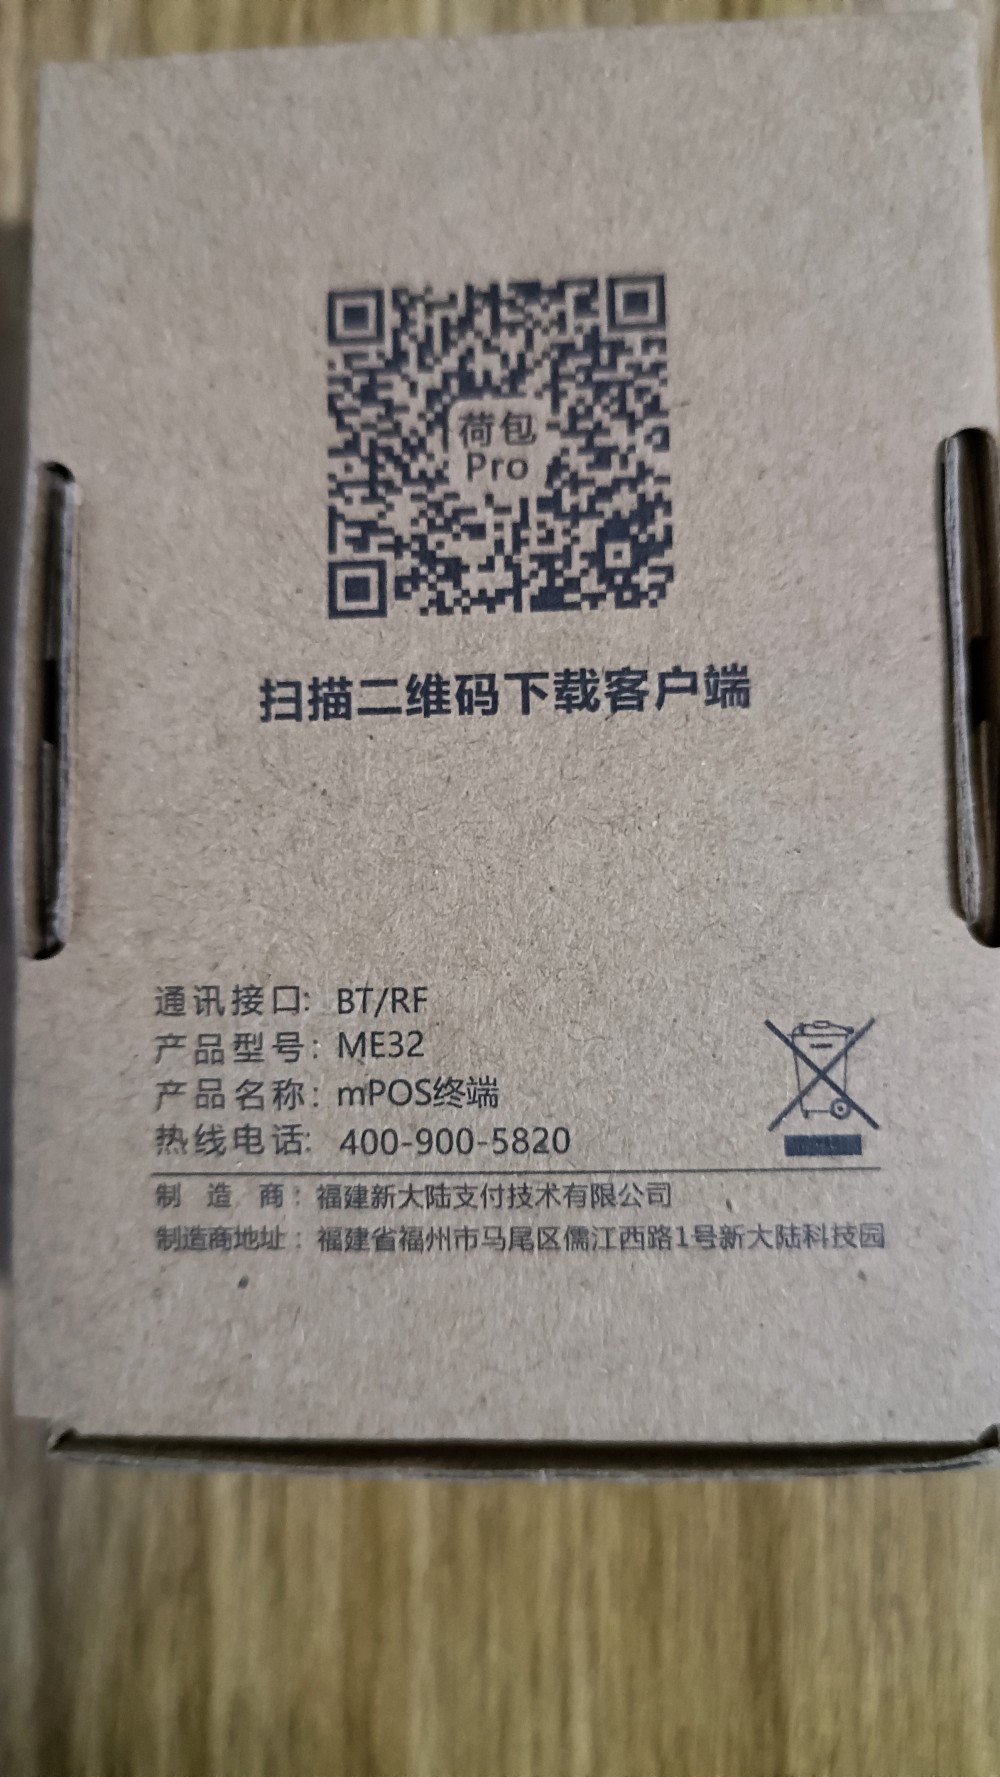 荷包
Pro
扫描二维码下载客户端
通讯接口: BT/RF
产品型号: ME32
产品名称: mPOS终端
热线电话: 400-900-5820
制 造 商: 福建新大陆支付技术有限公司
制造商地址: 福建省福州市马尾区儒江西路1号新大陆科技园